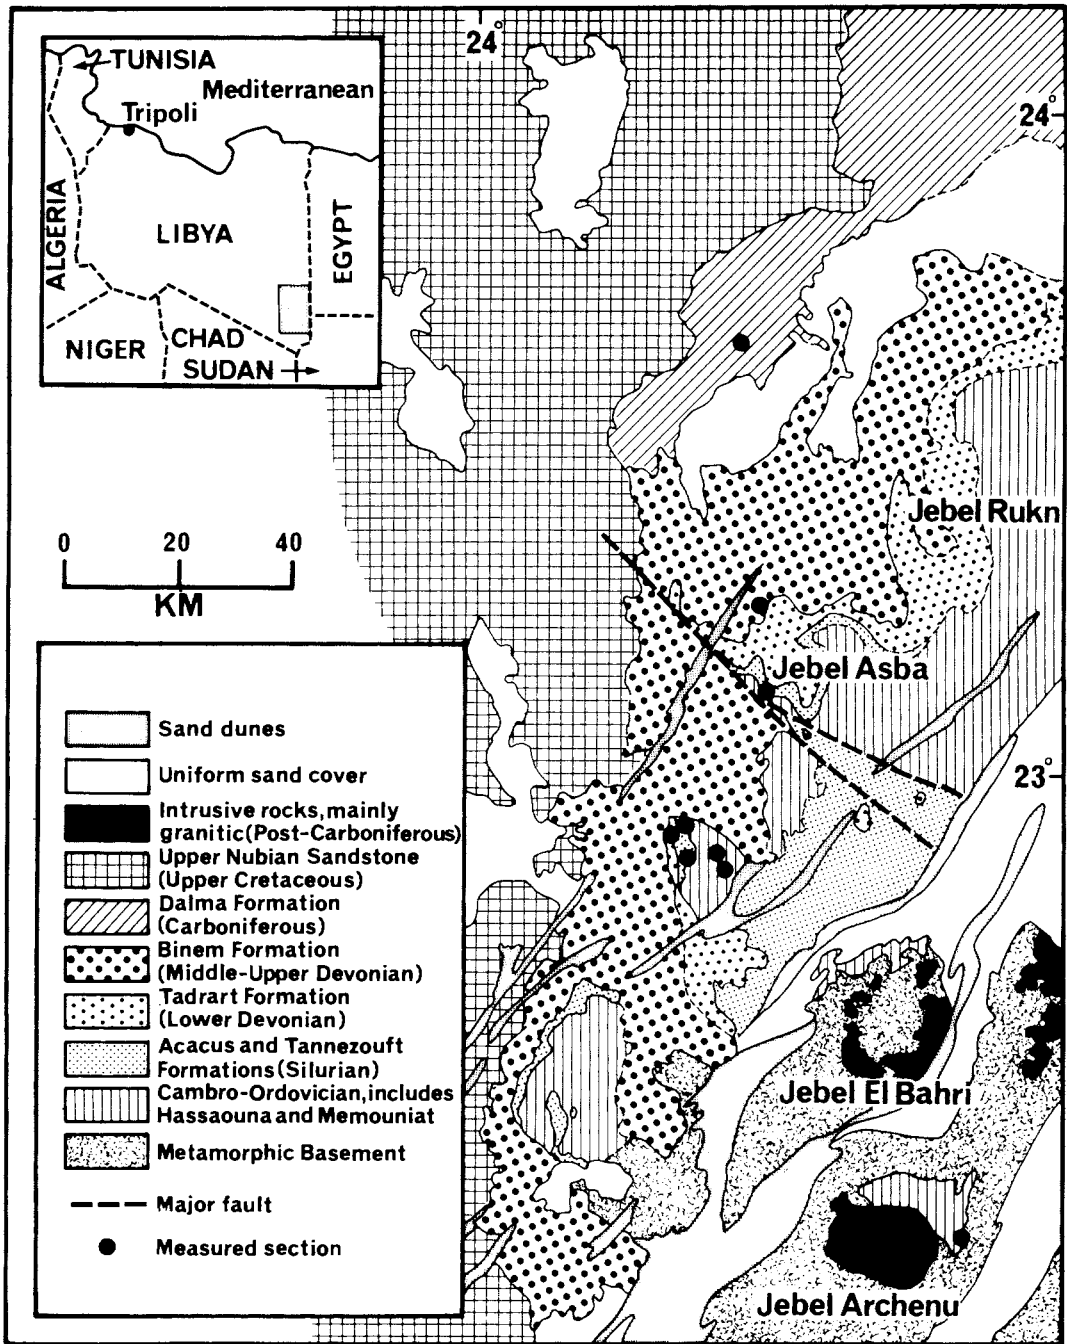 24°
24°
TUNISIA
Mediterranean
Tripoli
ALGERIA
LIBYA
EGYPT
NIGER
CHAD
SUDAN
Jebel Rukn
0 20 40
KM
Jebel Asba
23°
Sand dunes
Uniform sand cover
Intrusive rocks, mainly
granitic (Post-Carboniferous)
Upper Nubian Sandstone
(Upper Cretaceous)
Dalma Formation
(Carboniferous)
Binem Formation
(Middle-Upper Devonian)
Tadrart Formation
(Lower Devonian)
Acacus and Tannezouft
Formations (Silurian)
Cambro-Ordovician, includes
Hassaouna and Memouniat
Metamorphic Basement
Major fault
Measured section
Jebel El Bahri
Jebel Archenu